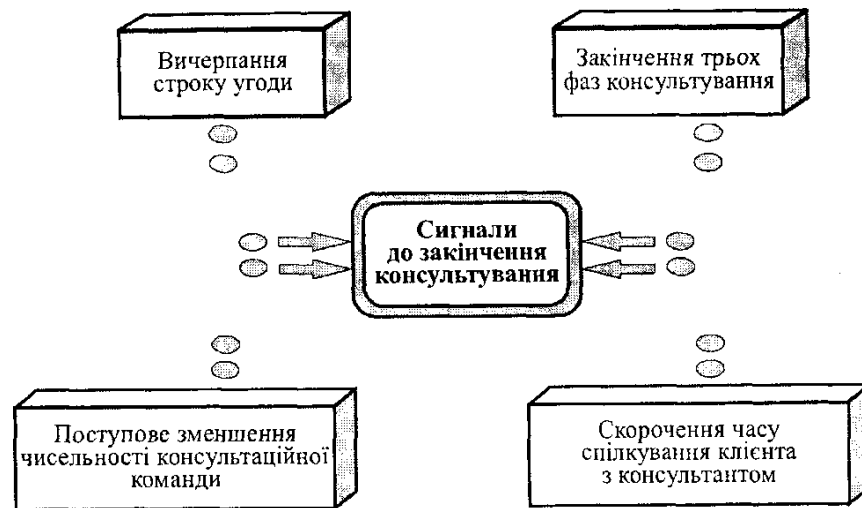 Вичерпання
строку угоди
Закінчення трьох
фаз консультування
Сигнали
до закінчення
консультування
Поступове зменшення
чисельності консультаційної
команди
Скорочення часу
спілкування клієнта
з консультантом